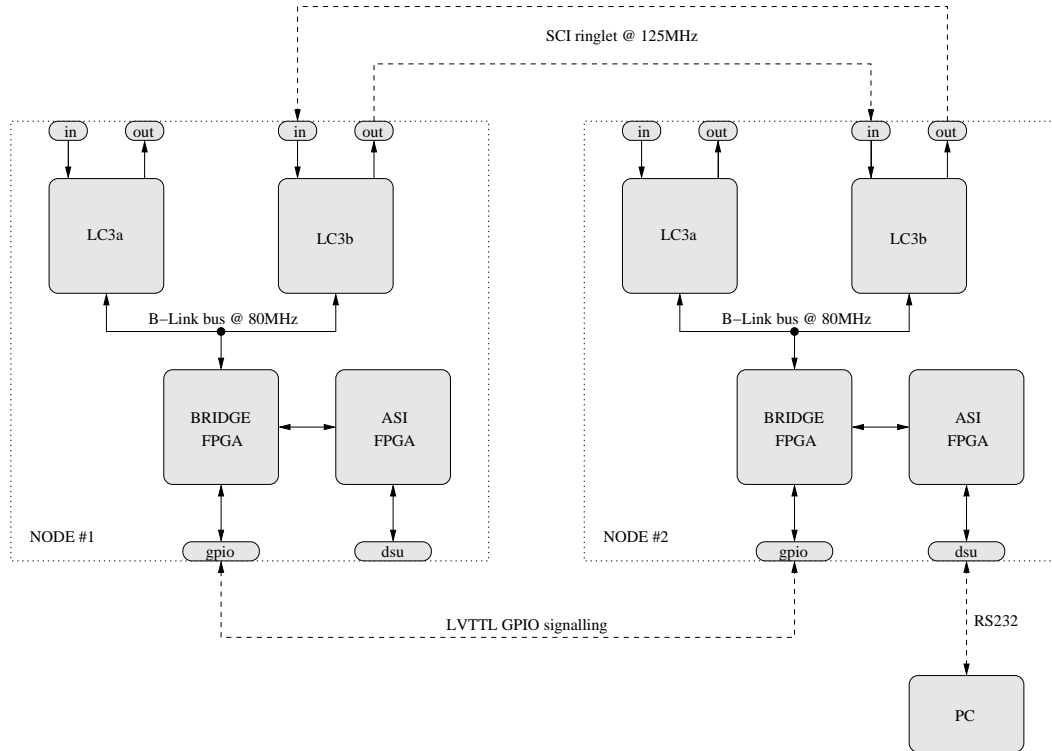 SCI ringlet @ 125MHz
in
out
in
out
in
out
in
out
LC3a
LC3b
LC3a
LC3b
B−Link bus @ 80MHz
B−Link bus @ 80MHz
BRIDGE
FPGA
ASI
FPGA
BRIDGE
FPGA
ASI
FPGA
NODE #1
NODE #2
gpio
dsu
gpio
dsu
LVTTL GPIO signalling
RS232
PC